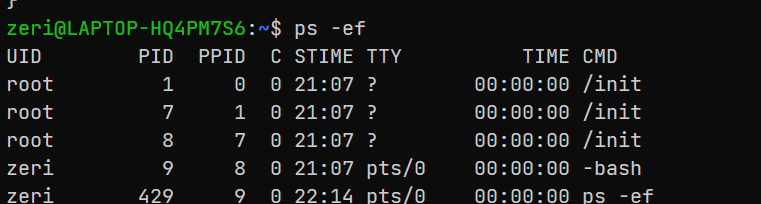 }
zeri@LAPTOP-HQ4PM7S6:~$ ps -ef
UID        PID  PPID  C STIME TTY          TIME CMD
root         1     0  0 21:07 ?        00:00:00 /init
root         7     1  0 21:07 ?        00:00:00 /init
root         8     7  0 21:07 ?        00:00:00 /init
zeri         9     8  0 21:07 pts/0    00:00:00 -bash
zeri       429     9  0 22:14 pts/0    00:00:00 ps -ef